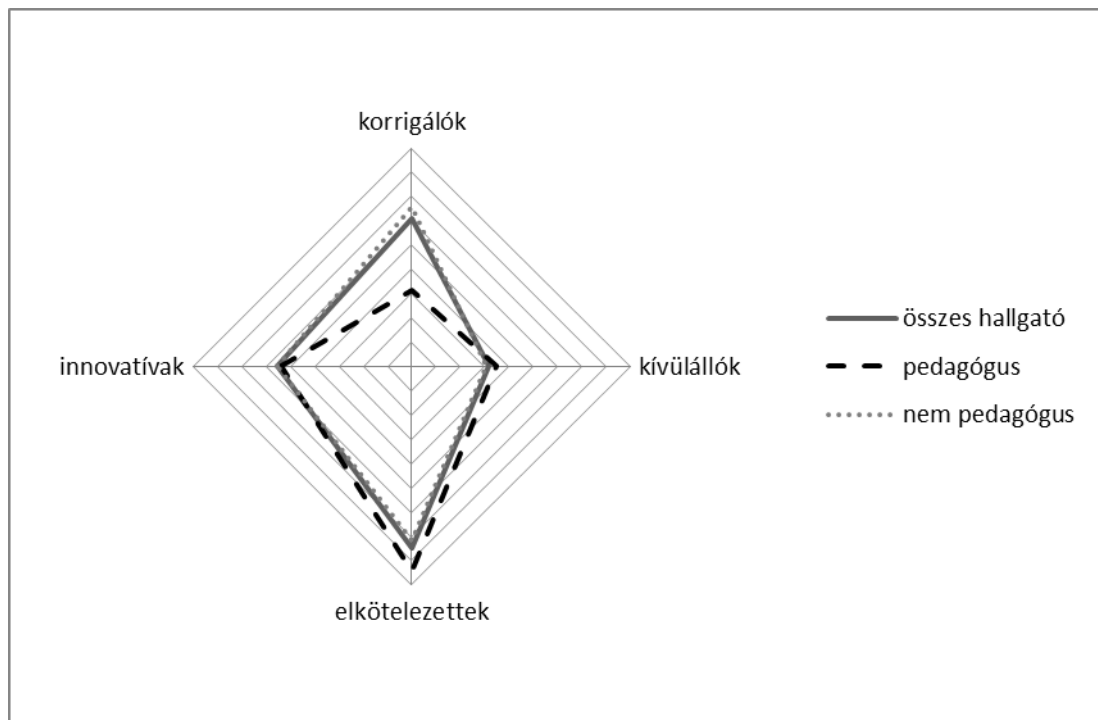 korrigálók
innovatívak
kívülállók
elkötelezettek
összes hallgató
pedagógus
nem pedagógus